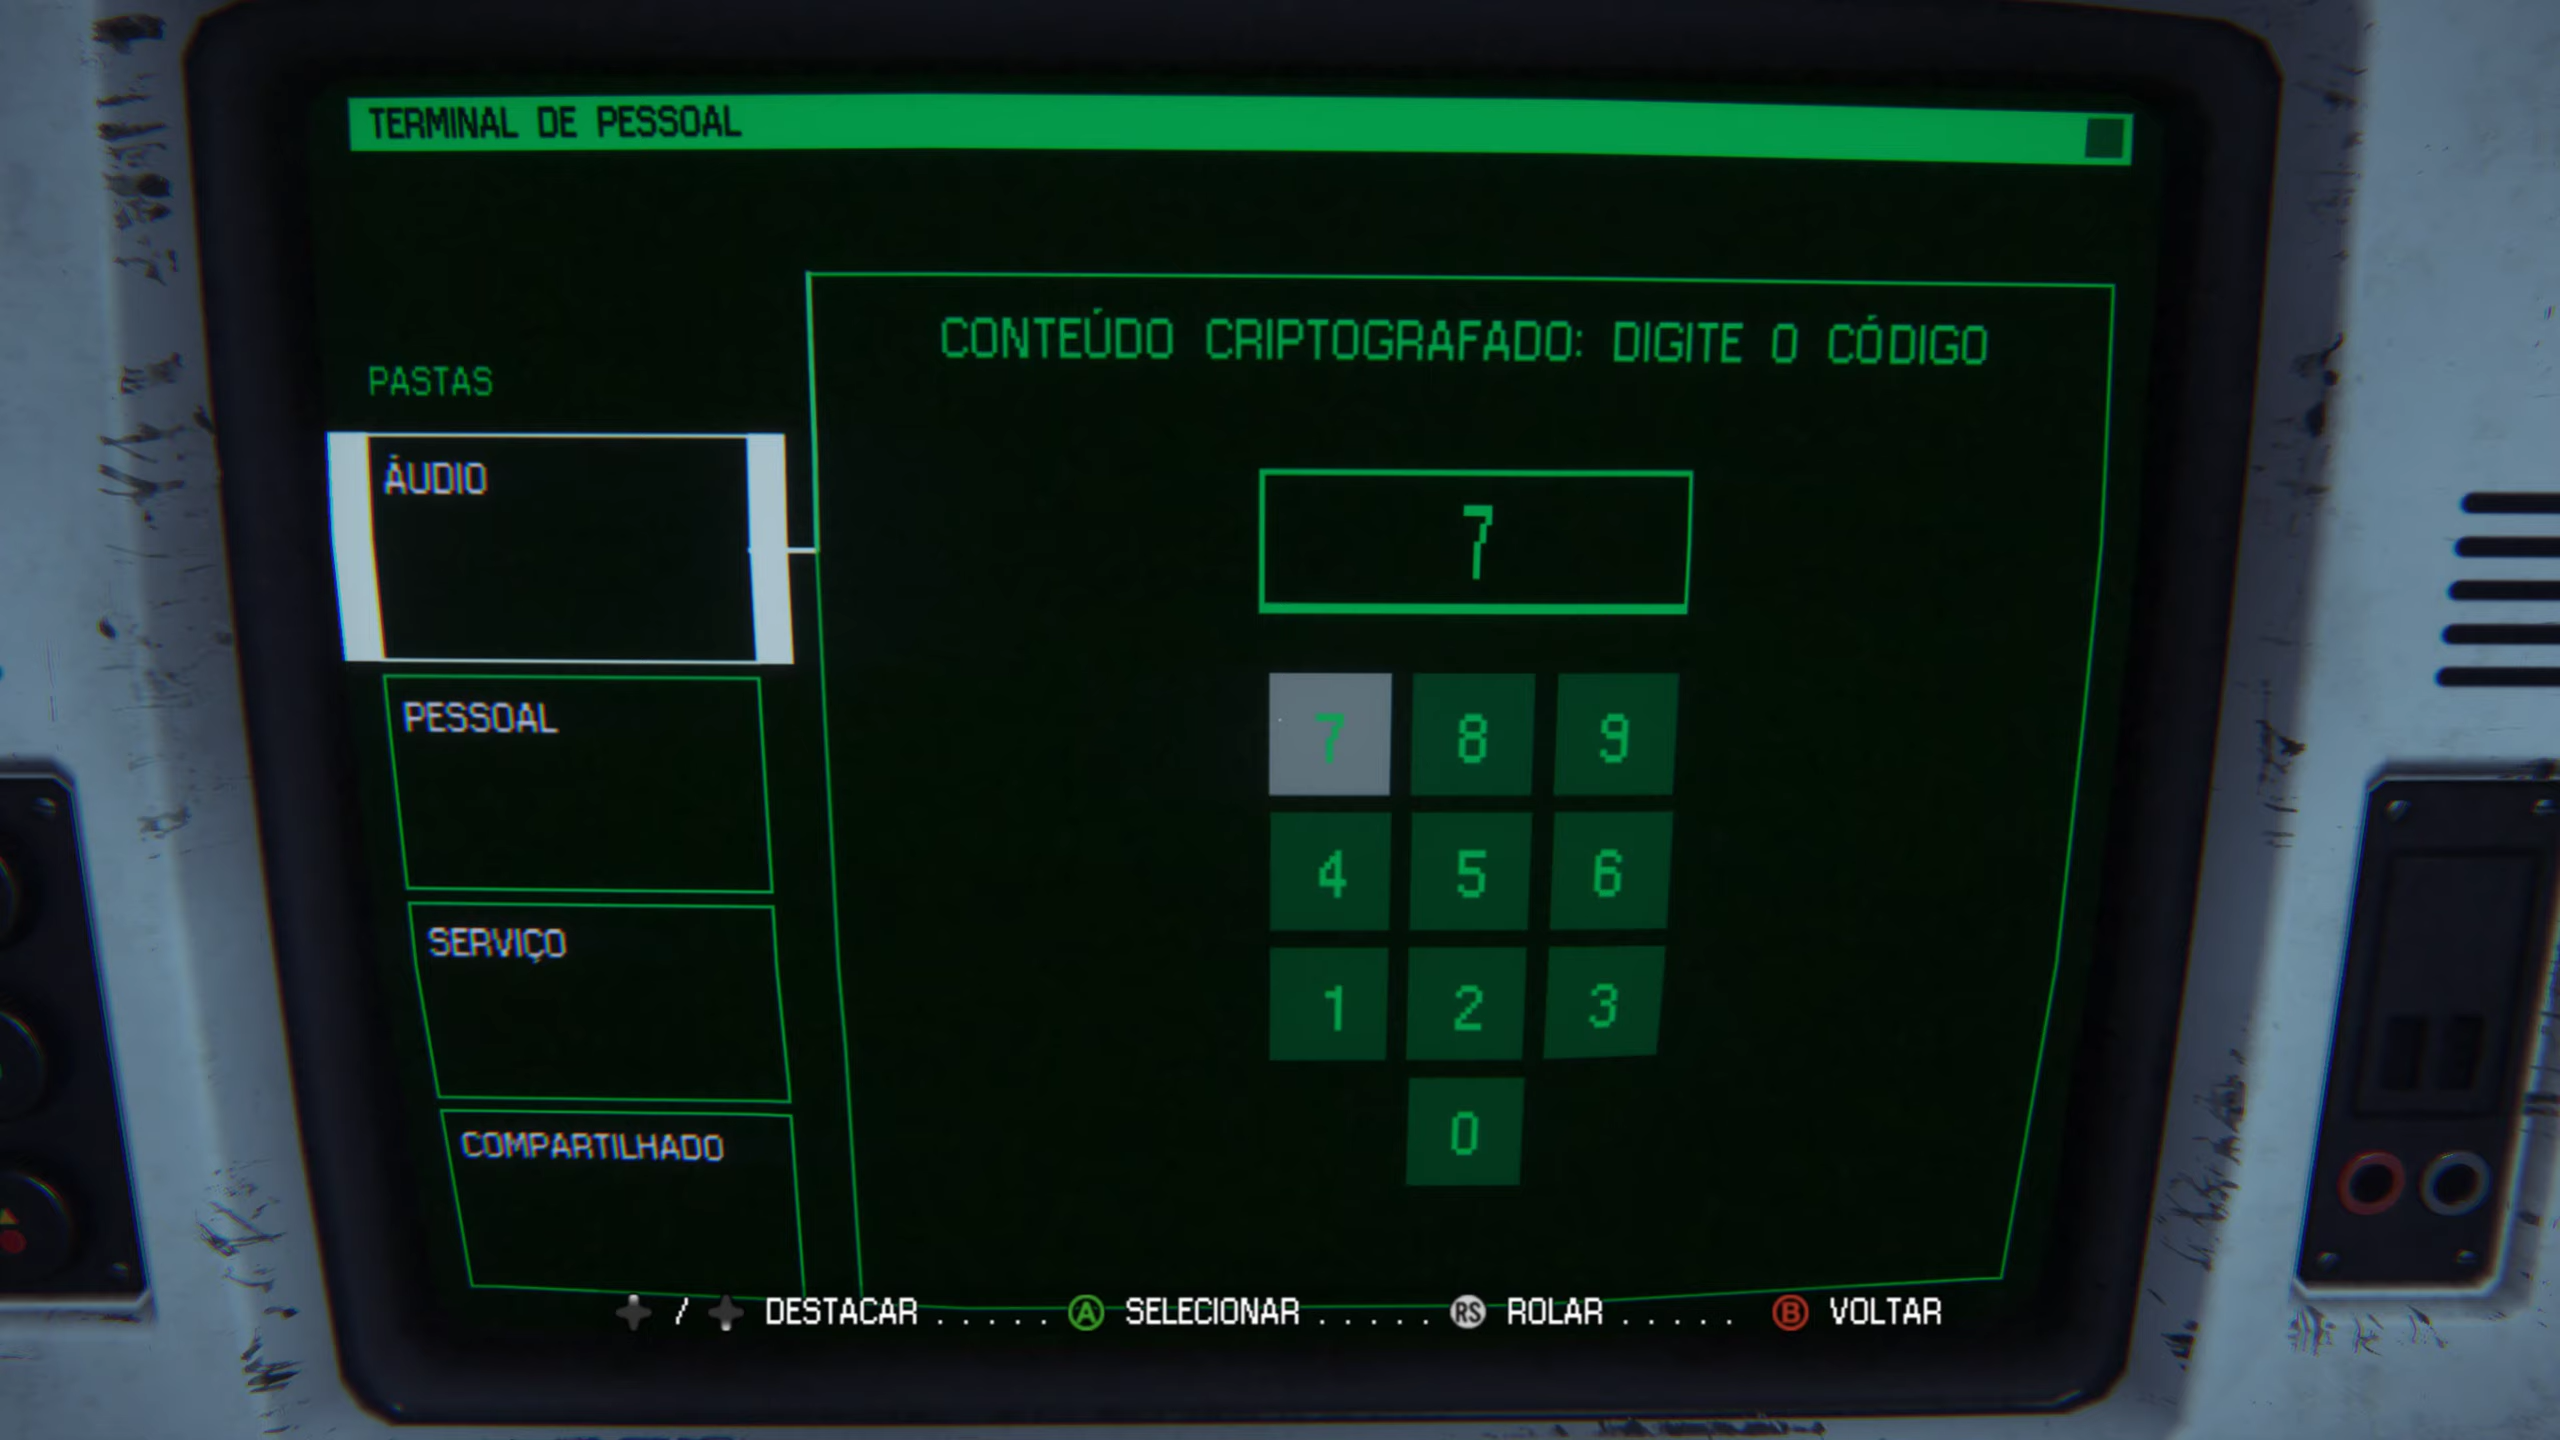 TERMINAL DE PESSOAL
CONTEÚDO CRIPTOGRAFADO: DIGITE O CÓDIGO
PASTAS
ÁUDIO
PESSOAL
SERVIÇO
COMPARTILHADO
7
7 8 9
4 5 6
1 2 3
0
/ DESTACAR ..... A SELECIONAR ..... RS ROLAR ..... B VOLTAR